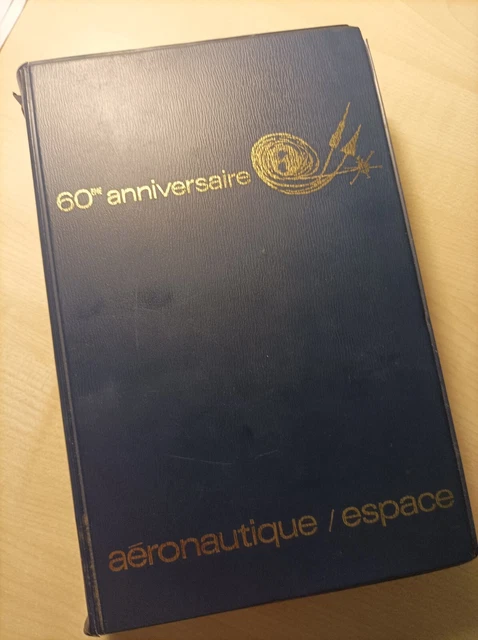 60ème anniversaire
aéronautique / espace